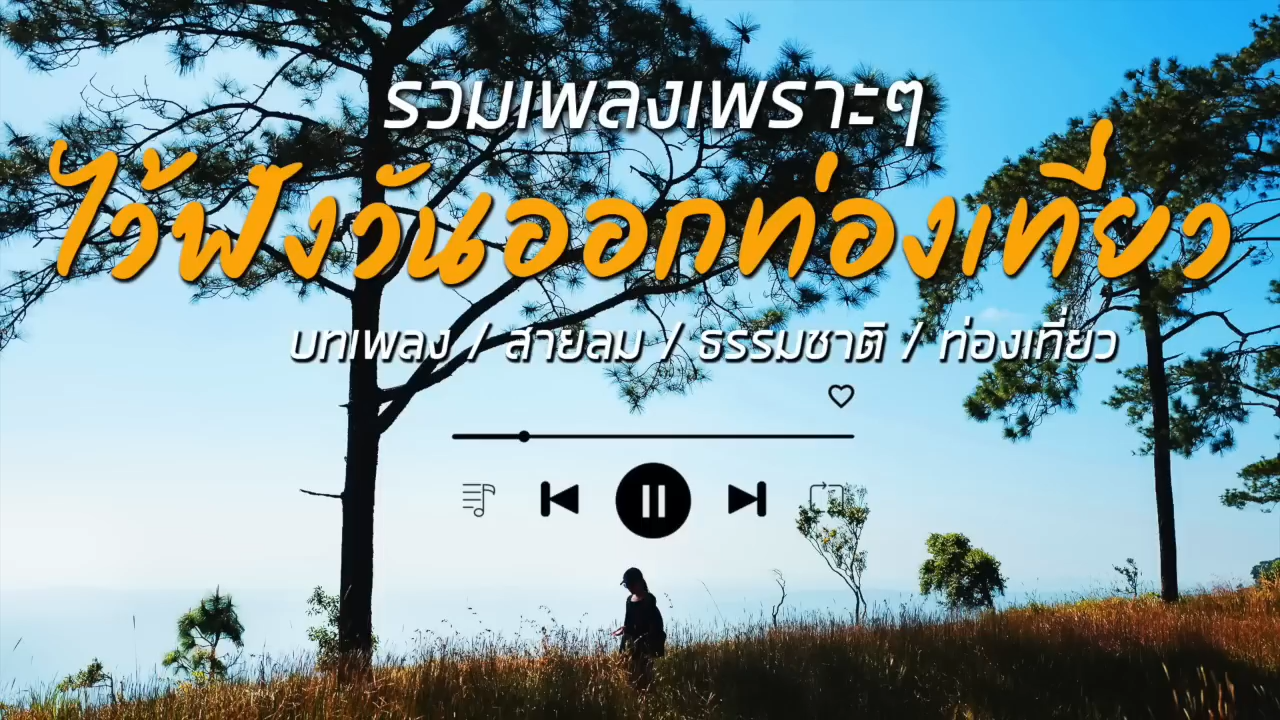 รวมเพลงเพราะๆ
ไว้ฟังวันออกท่องเที่ยว
บทเพลง / สายลม / ธรรมชาติ / ท่องเที่ยว